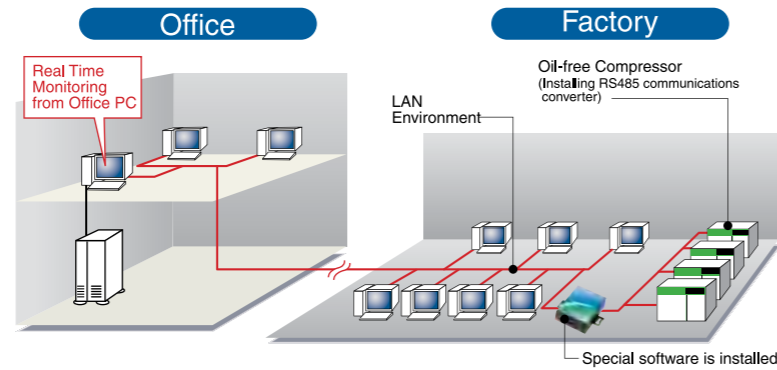 Office
Factory
Real Time
Monitoring
from Office PC
LAN
Environment
Oil-free Compressor
(Installing RS485 communications
converter)
Special software is installed